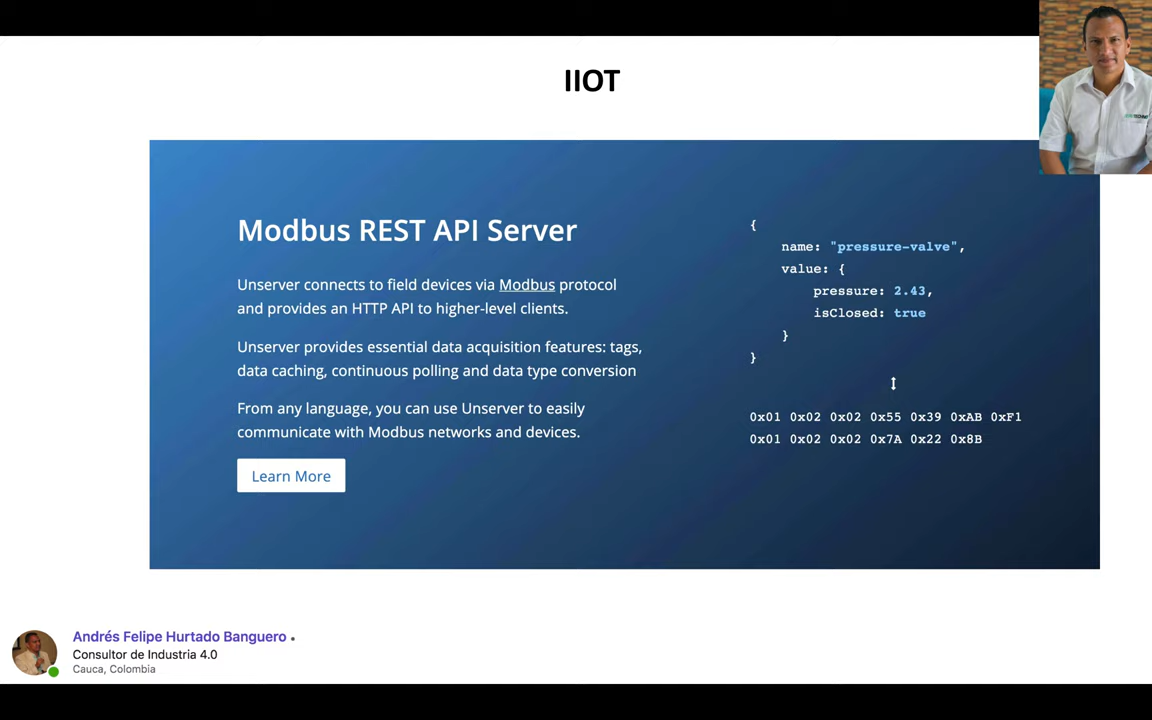 IIOT
Modbus REST API Server
Unserver connects to field devices via Modbus protocol
and provides an HTTP API to higher-level clients.
Unserver provides essential data acquisition features: tags,
data caching, continuous polling and data type conversion
From any language, you can use Unserver to easily
communicate with Modbus networks and devices.
Learn More
{
name: "pressure-valve",
value: {
pressure: 2.43,
isClosed: true
}
}
0x01 0x02 0x02 0x55 0x39 0xAB 0xF1
0x01 0x02 0x02 0x7A 0x22 0x8B
Andrés Felipe Hurtado Banguero
Consultor de Industria 4.0
Cauca, Colombia